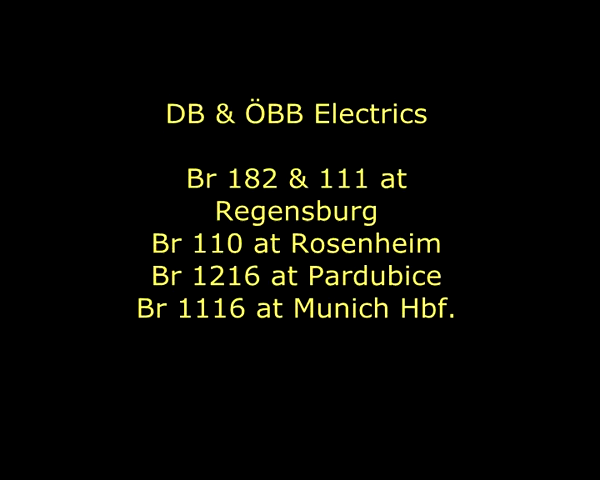 DB & ÖBB Electrics
Br 182 & 111 at
Regensburg
Br 110 at Rosenheim
Br 1216 at Pardubice
Br 1116 at Munich Hbf.